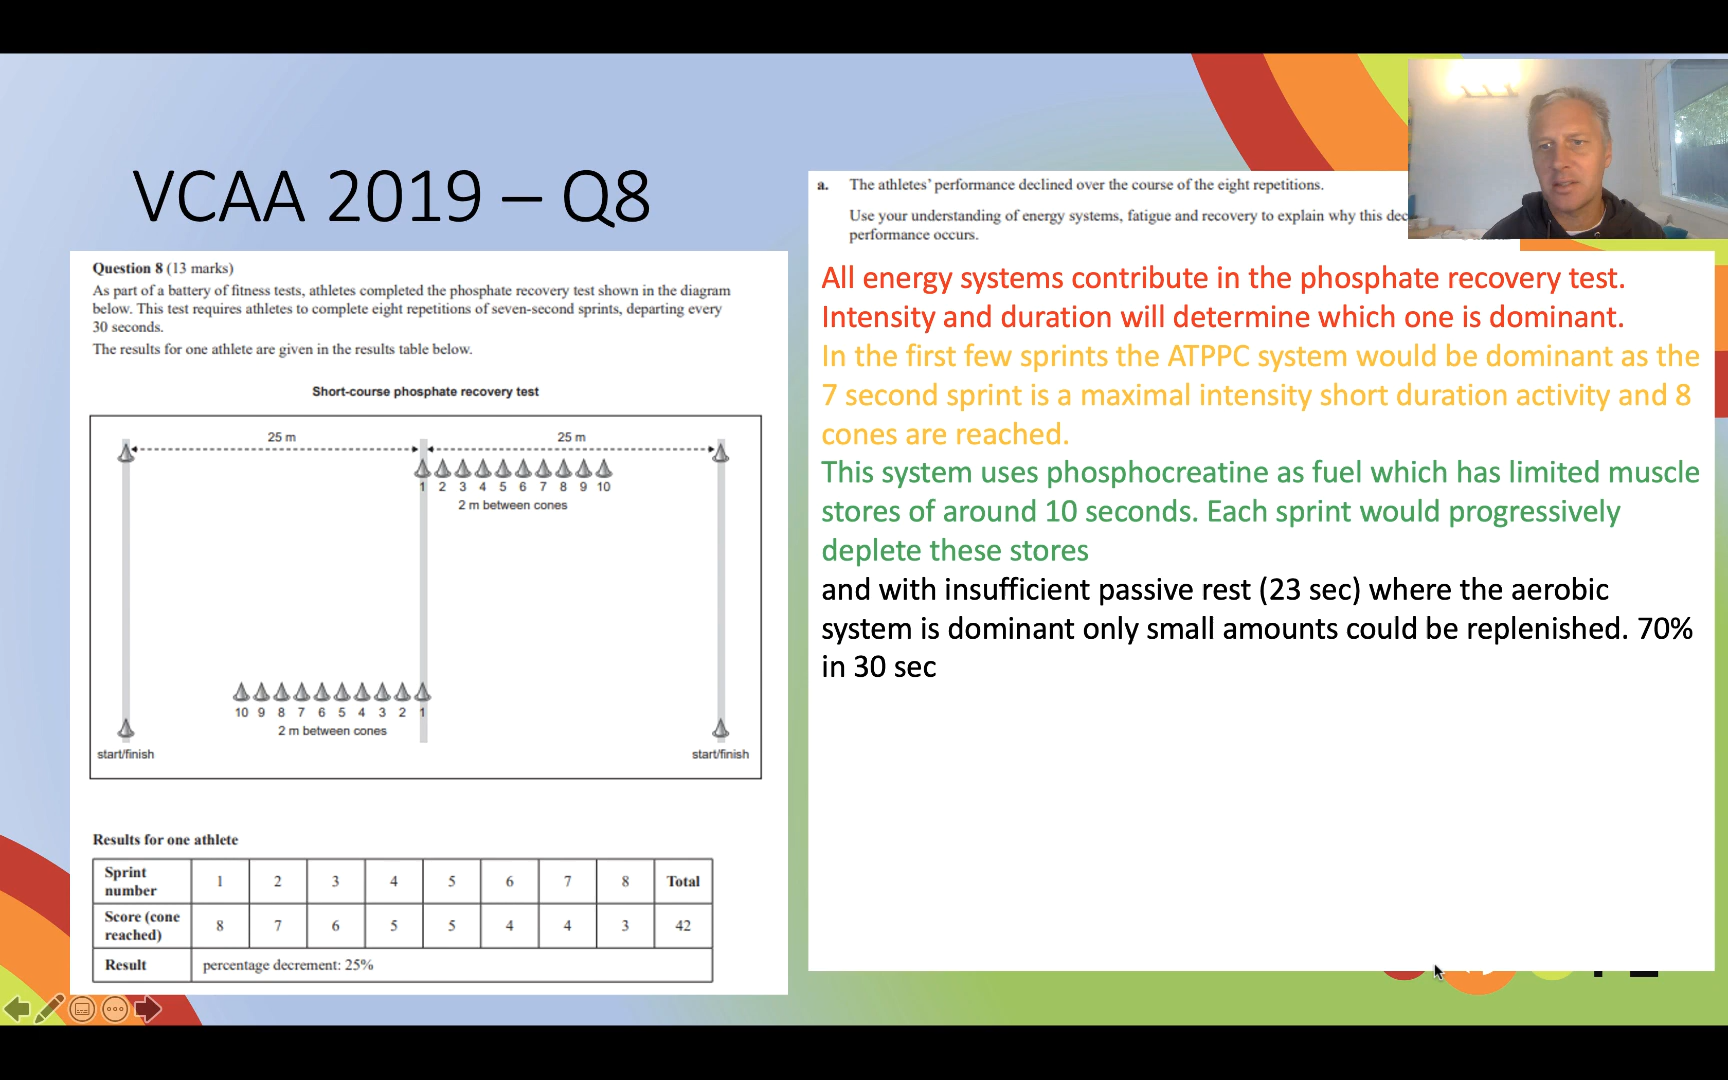 VCAA 2019 – Q8
Question 8 (13 marks)
As part of a battery of fitness tests, athletes completed the phosphate recovery test shown in the diagram
below. This test requires athletes to complete eight repetitions of seven-second sprints, departing every
30 seconds.
The results for one athlete are given in the results table below.
Short-course phosphate recovery test
25 m 25 m
1 2 3 4 5 6 7 8 9 10
2 m between cones
10 9 8 7 6 5 4 3 2 1
2 m between cones
start/finish start/finish
Results for one athlete
Sprint number 1 2 3 4 5 6 7 8 Total
Score (cone reached) 8 7 6 5 5 4 4 3 42
Result percentage decrement: 25%
a. The athletes' performance declined over the course of the eight repetitions.
Use your understanding of energy systems, fatigue and recovery to explain why this
performance occurs.
All energy systems contribute in the phosphate recovery test.
Intensity and duration will determine which one is dominant.
In the first few sprints the ATPPC system would be dominant as the
7 second sprint is a maximal intensity short duration activity and 8
cones are reached.
This system uses phosphocreatine as fuel which has limited muscle
stores of around 10 seconds. Each sprint would progressively
deplete these stores
and with insufficient passive rest (23 sec) where the aerobic
system is dominant only small amounts could be replenished. 70%
in 30 sec